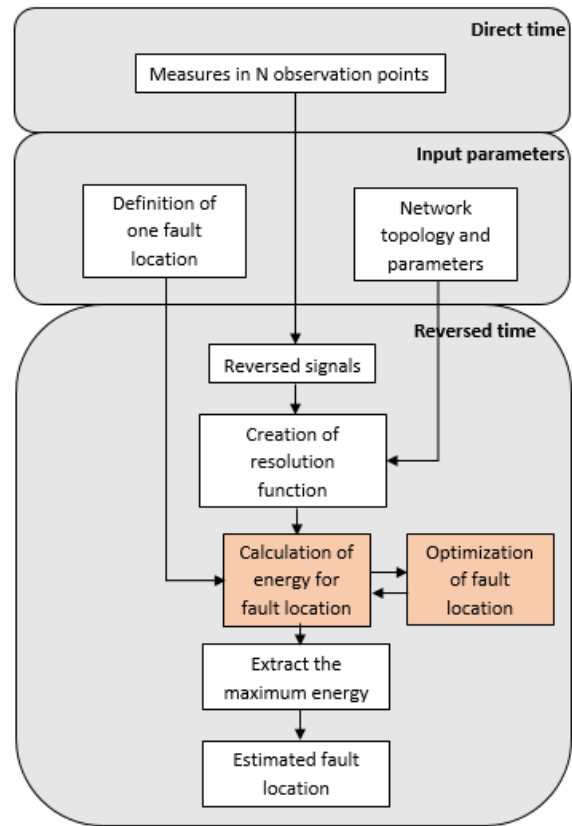 Direct time
Measures in N observation points
Input parameters
Definition of
one fault
location
Network
topology and
parameters
Reversed time
Reversed signals
Creation of
resolution
function
Calculation of
energy for
fault location
Optimization
of fault
location
Extract the
maximum energy
Estimated fault
location